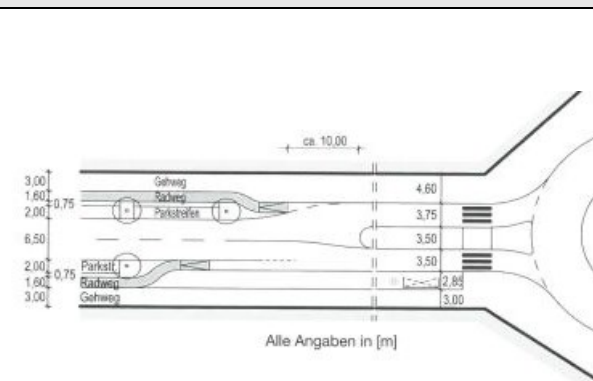 ca. 10,00
3,00
Gehweg
4,60
1,60
0,75
Radweg
2,00
Parkstreifen
3,75
6,50
3,50
3,50
2,00
Parkstr.
0,75
1,60
Radweg
2,85
3,00
Gehweg
3,00
Alle Angaben in [m]